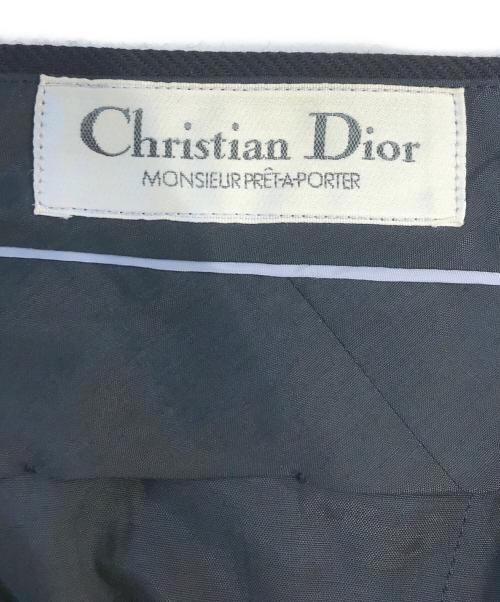 Christian Dior
MONSIEUR PRÊT-A-PORTER